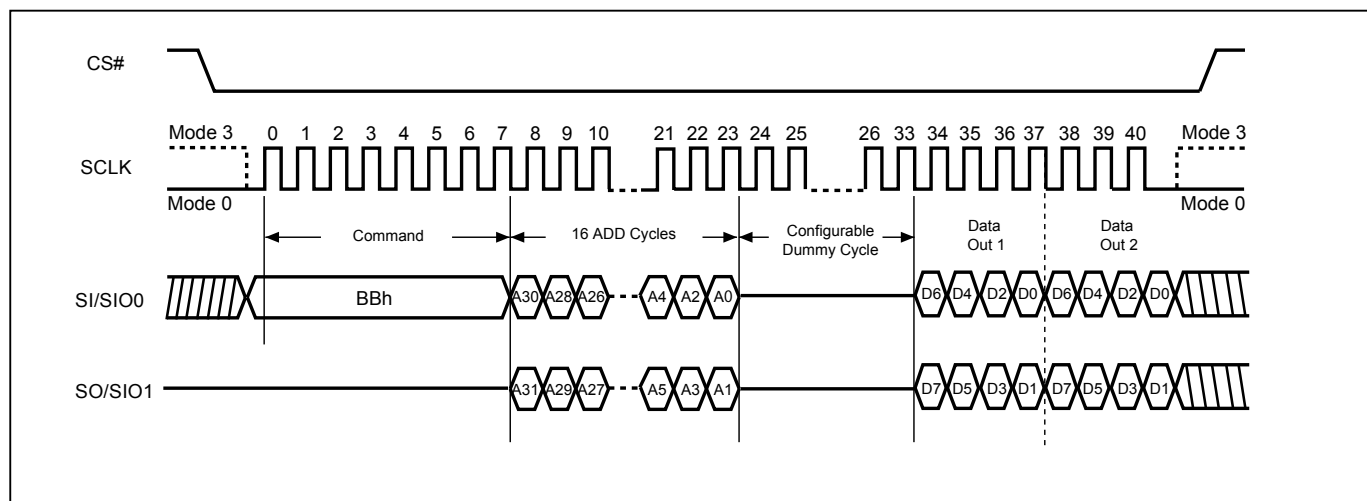 CS#
Mode 3 0 1 2 3 4 5 6 7 8 9 10 21 22 23 24 25 26 33 34 35 36 37 38 39 40 Mode 3
SCLK
Mode 0 Mode 0
Command 16 ADD Cycles Configurable Dummy Cycle Data Out 1 Data Out 2
SI/SIO0 BBh A30 A28 A26 A4 A2 A0 D6 D4 D2 D0 D6 D4 D2 D0
SO/SIO1 A31 A29 A27 A5 A3 A1 D7 D5 D3 D1 D7 D5 D3 D1